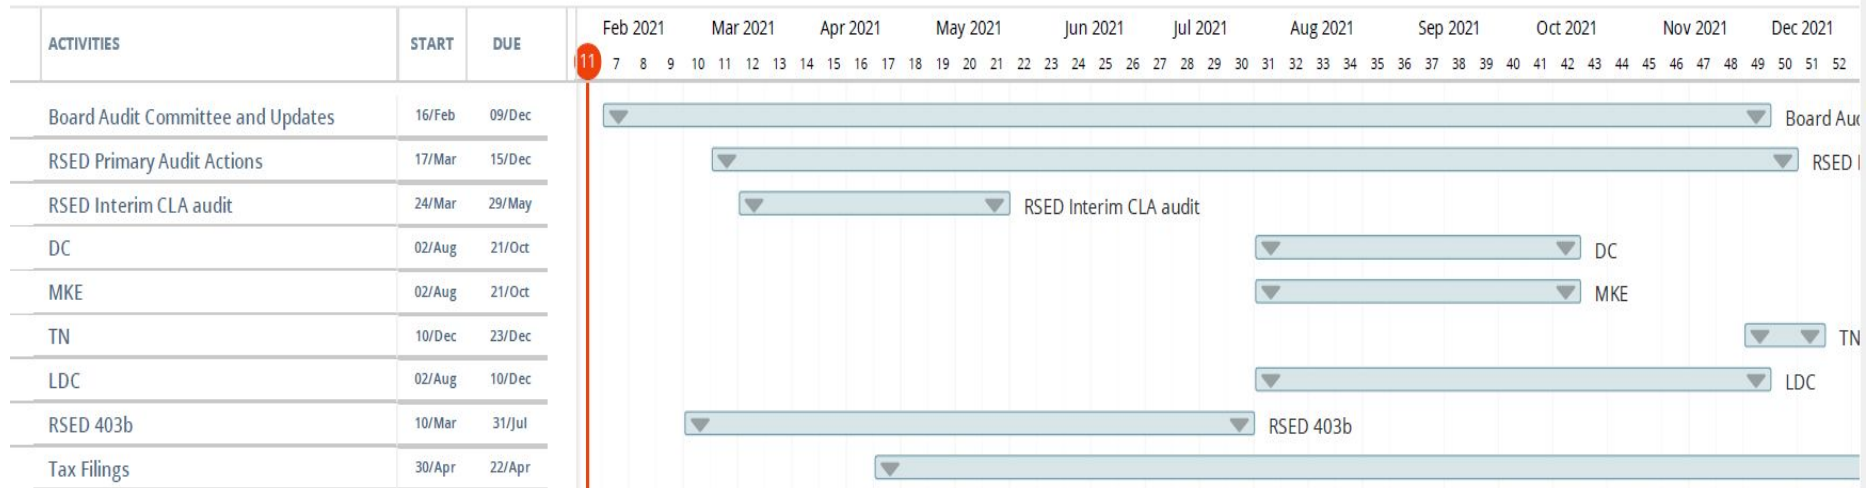 ACTIVITIES START DUE Feb 2021 Mar 2021 Apr 2021 May 2021 Jun 2021 Jul 2021 Aug 2021 Sep 2021 Oct 2021 Nov 2021 Dec 2021
11 7 8 9 10 11 12 13 14 15 16 17 18 19 20 21 22 23 24 25 26 27 28 29 30 31 32 33 34 35 36 37 38 39 40 41 42 43 44 45 46 47 48 49 50 51 52
Board Audit Committee and Updates 16/Feb 09/Dec Board Auc
RSED Primary Audit Actions 17/Mar 15/Dec RSED
RSED Interim CLA audit 24/Mar 29/May RSED Interim CLA audit
DC 02/Aug 21/Oct DC
MKE 02/Aug 21/Oct MKE
TN 10/Dec 23/Dec TN
LDC 02/Aug 10/Dec LDC
RSED 403b 10/Mar 31/Jul RSED 403b
Tax Filings 30/Apr 22/Apr